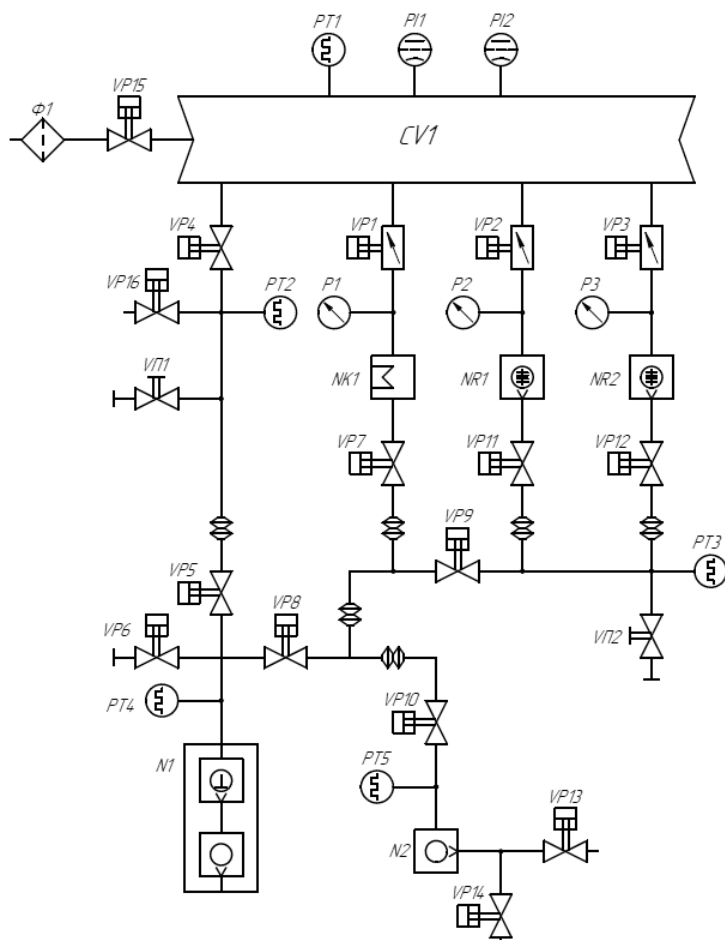 PT1 PI1 PI2
Ф1 VP15
CV1
VP4 VP1 VP2 VP3
VP16 PT2 P1 P2 P3
VП1 NK1 NR1 NR2
VP7 VP11 VP12
VP9 PT3
VP5 VP8
VP6 VП2
PT4 VP10
N1 PT5 VP13
N2
VP14